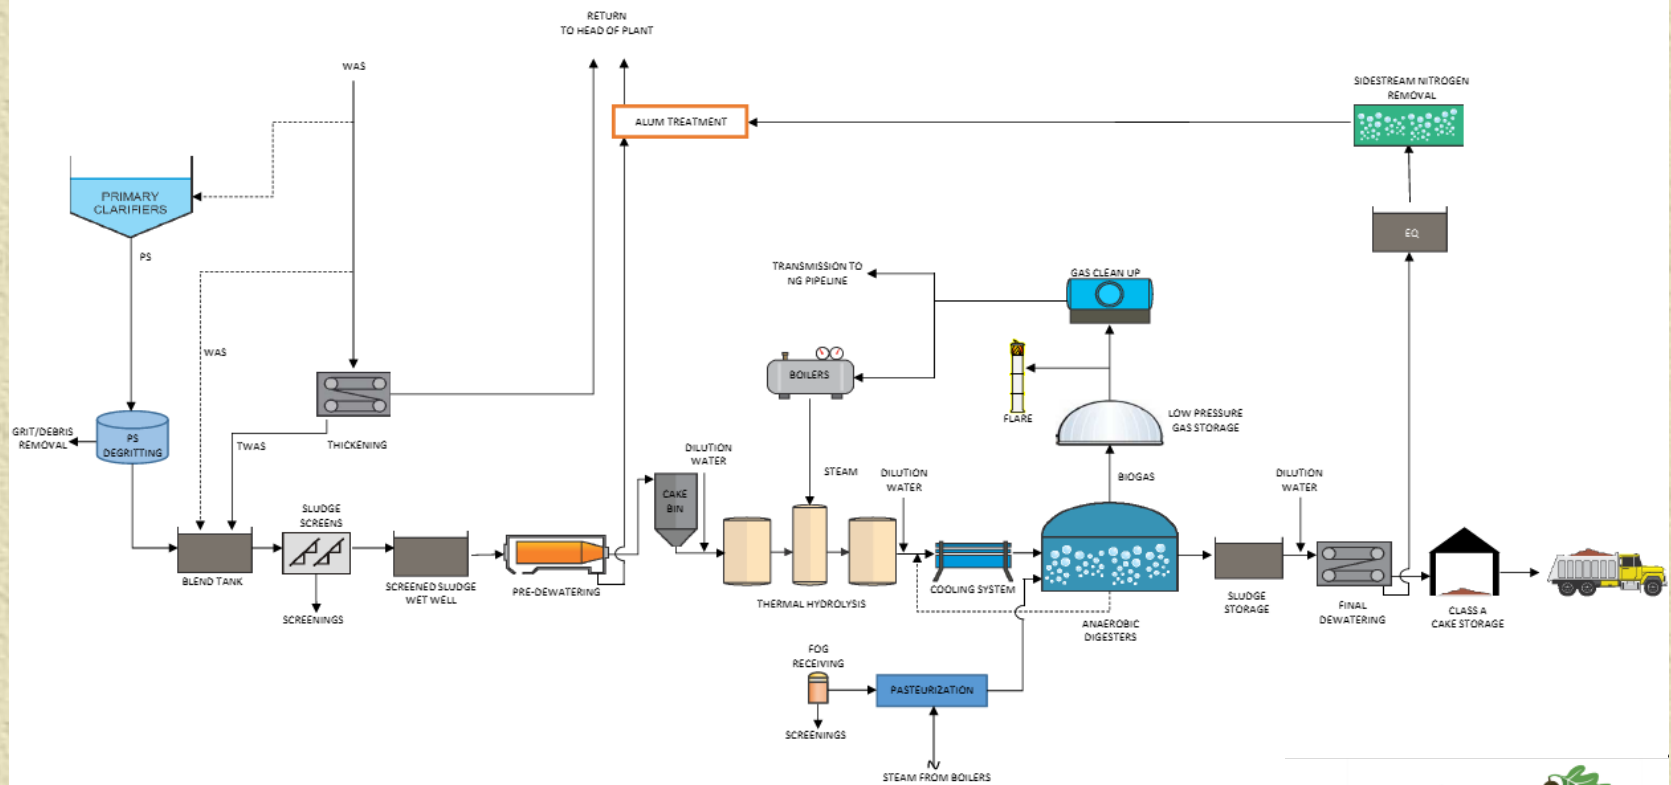 RETURN
TO HEAD OF PLANT
WAS
ALUM TREATMENT
SIDESTREAM NITROGEN
REMOVAL
PRIMARY
CLARIFIERS
EQ
PS
TRANSMISSION TO
NG PIPELINE
GAS CLEAN UP
WAS
BOILERS
FLARE
LOW PRESSURE
GAS STORAGE
GRIT/DEBRIS
REMOVAL
PS
DEGRITTING
TWAS
THICKENING
DILUTION
WATER
STEAM
DILUTION
WATER
BIOGAS
DILUTION
WATER
CAKE
BIN
SLUDGE
SCREENS
BLEND TANK
SCREENED SLUDGE
WET WELL
PRE-DEWATERING
THERMAL HYDROLYSIS
COOLING SYSTEM
ANAEROBIC
DIGESTERS
SLUDGE
STORAGE
FINAL
DEWATERING
CLASS A
CAKE STORAGE
SCREENINGS
FOG
RECEIVING
PASTEURIZATION
SCREENINGS
STEAM FROM BOILERS